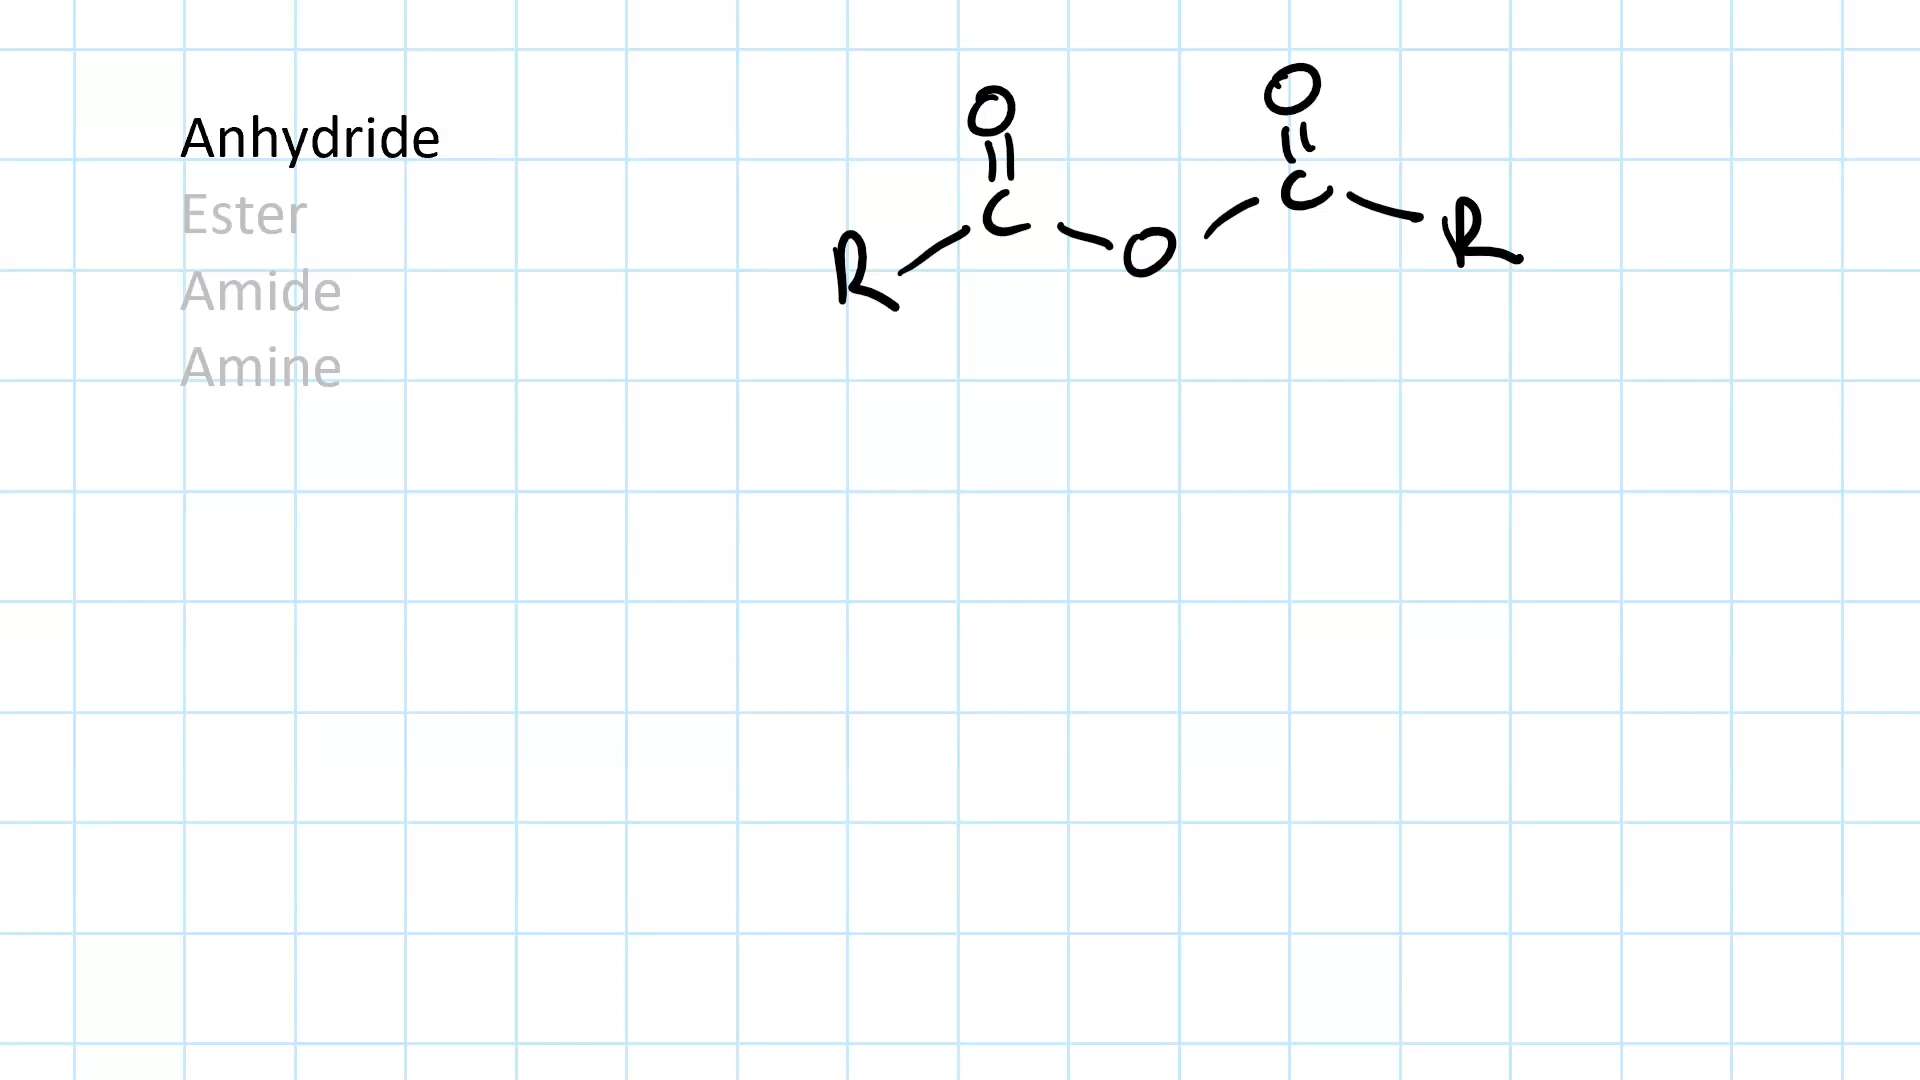 Anhydride
Ester
Amide
Amine
O O
R C O C R